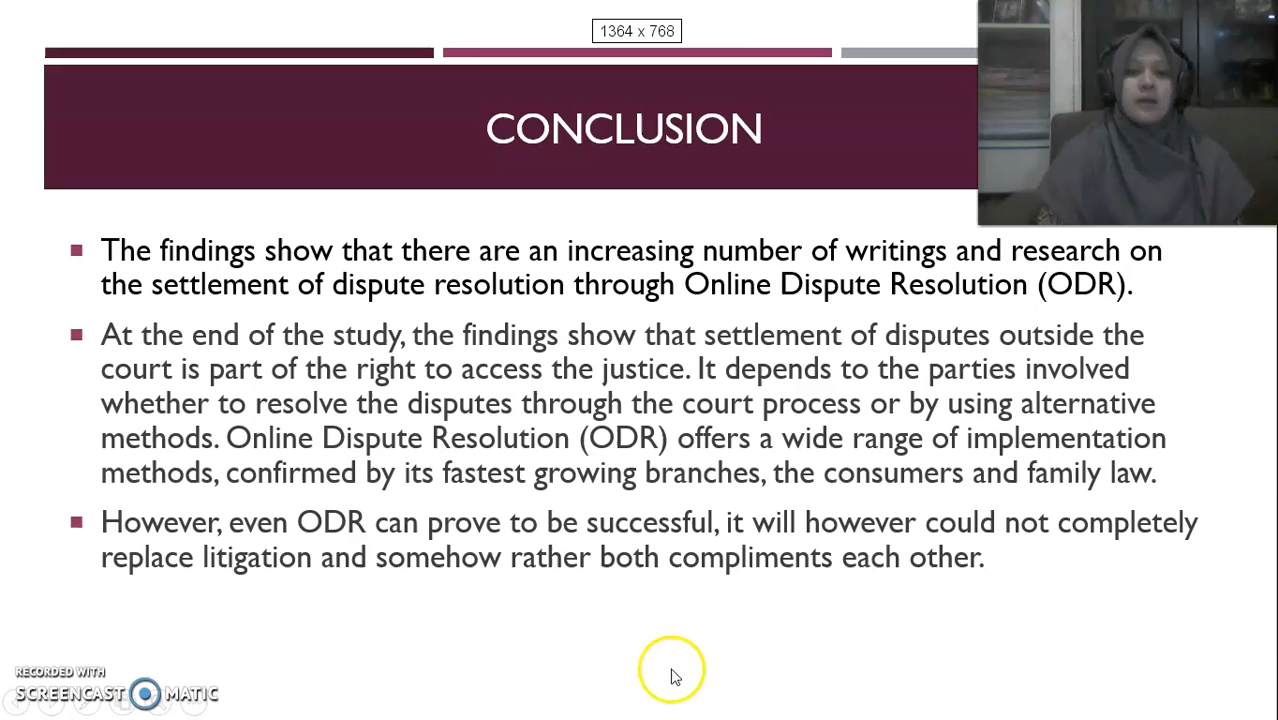 1364 x 768
CONCLUSION
The findings show that there are an increasing number of writings and research on
the settlement of dispute resolution through Online Dispute Resolution (ODR).
At the end of the study, the findings show that settlement of disputes outside the
court is part of the right to access the justice. It depends to the parties involved
whether to resolve the disputes through the court process or by using alternative
methods. Online Dispute Resolution (ODR) offers a wide range of implementation
methods, confirmed by its fastest growing branches, the consumers and family law.
However, even ODR can prove to be successful, it will however could not completely
replace litigation and somehow rather both compliments each other.
RECORDED WITH
SCREENCAST MATIC